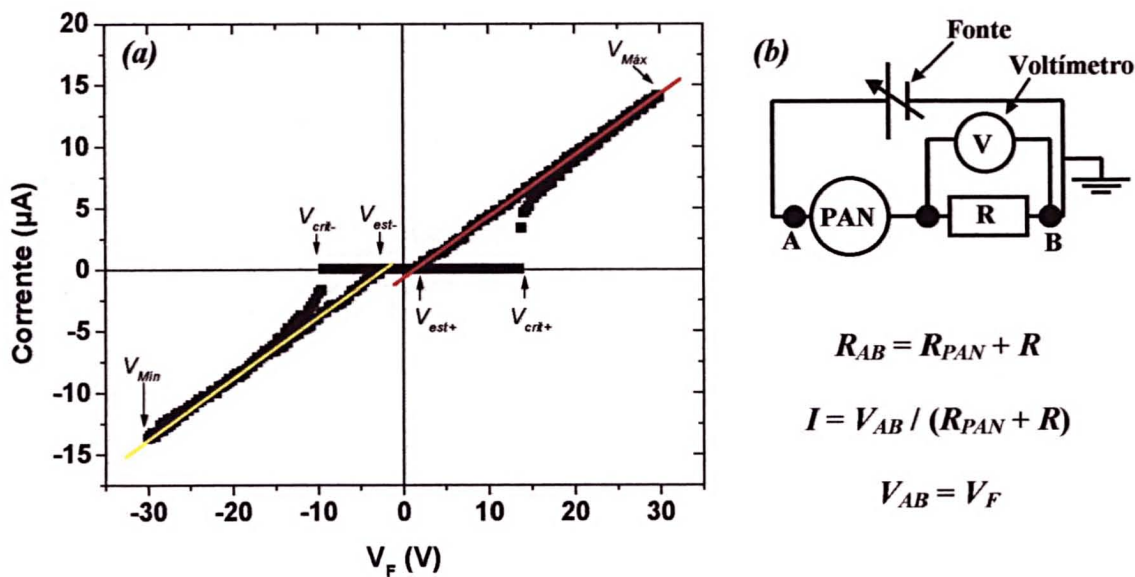 (a)
20
15
10
5
0
-5
-10
-15
Corrente (µA)
-30
-20
-10
0
10
20
30
V_F (V)
V_Máx
V_crit-
V_est-
V_est+
V_crit+
V_Min
(b)
Fonte
Voltímetro
V
PAN
R
A
B
R_AB = R_PAN + R
I = V_AB / (R_PAN + R)
V_AB = V_F